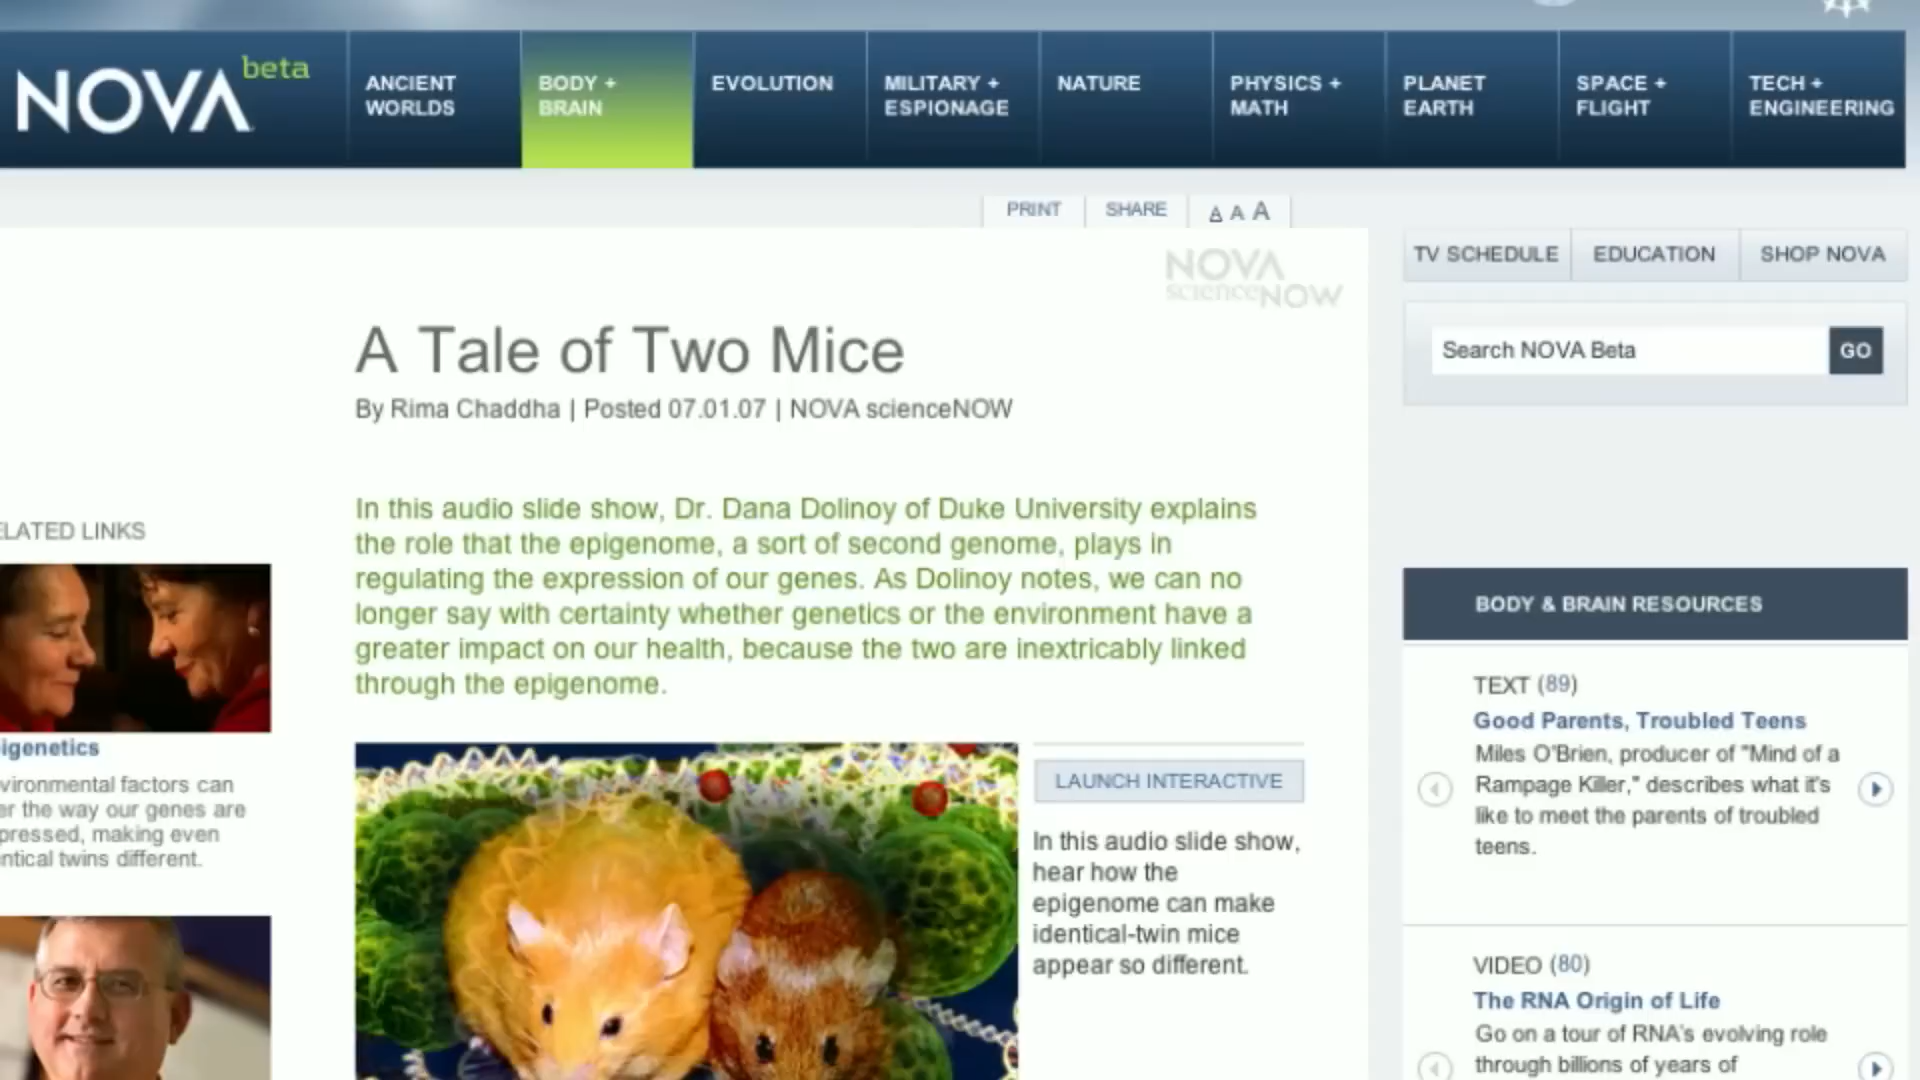 NOVA beta
ANCIENT
WORLDS
BODY +
BRAIN
EVOLUTION
MILITARY +
ESPIONAGE
NATURE
PHYSICS +
MATH
PLANET
EARTH
SPACE +
FLIGHT
TECH +
ENGINEERING
PRINT
SHARE
A A A
TV SCHEDULE
EDUCATION
SHOP NOVA
NOVA
scienceNOW
Search NOVA Beta
GO
A Tale of Two Mice
By Rima Chaddha | Posted 07.01.07 | NOVA scienceNOW
In this audio slide show, Dr. Dana Dolinoy of Duke University explains
the role that the epigenome, a sort of second genome, plays in
regulating the expression of our genes. As Dolinoy notes, we can no
longer say with certainty whether genetics or the environment have a
greater impact on our health, because the two are inextricably linked
through the epigenome.
ELATED LINKS
igenetics
vironmental factors can
er the way our genes are
pressed, making even
ntical twins different.
LAUNCH INTERACTIVE
In this audio slide show,
hear how the
epigenome can make
identical-twin mice
appear so different.
BODY & BRAIN RESOURCES
TEXT (89)
Good Parents, Troubled Teens
Miles O'Brien, producer of "Mind of a
Rampage Killer," describes what it's
like to meet the parents of troubled
teens.
VIDEO (80)
The RNA Origin of Life
Go on a tour of RNA's evolving role
through billions of years of